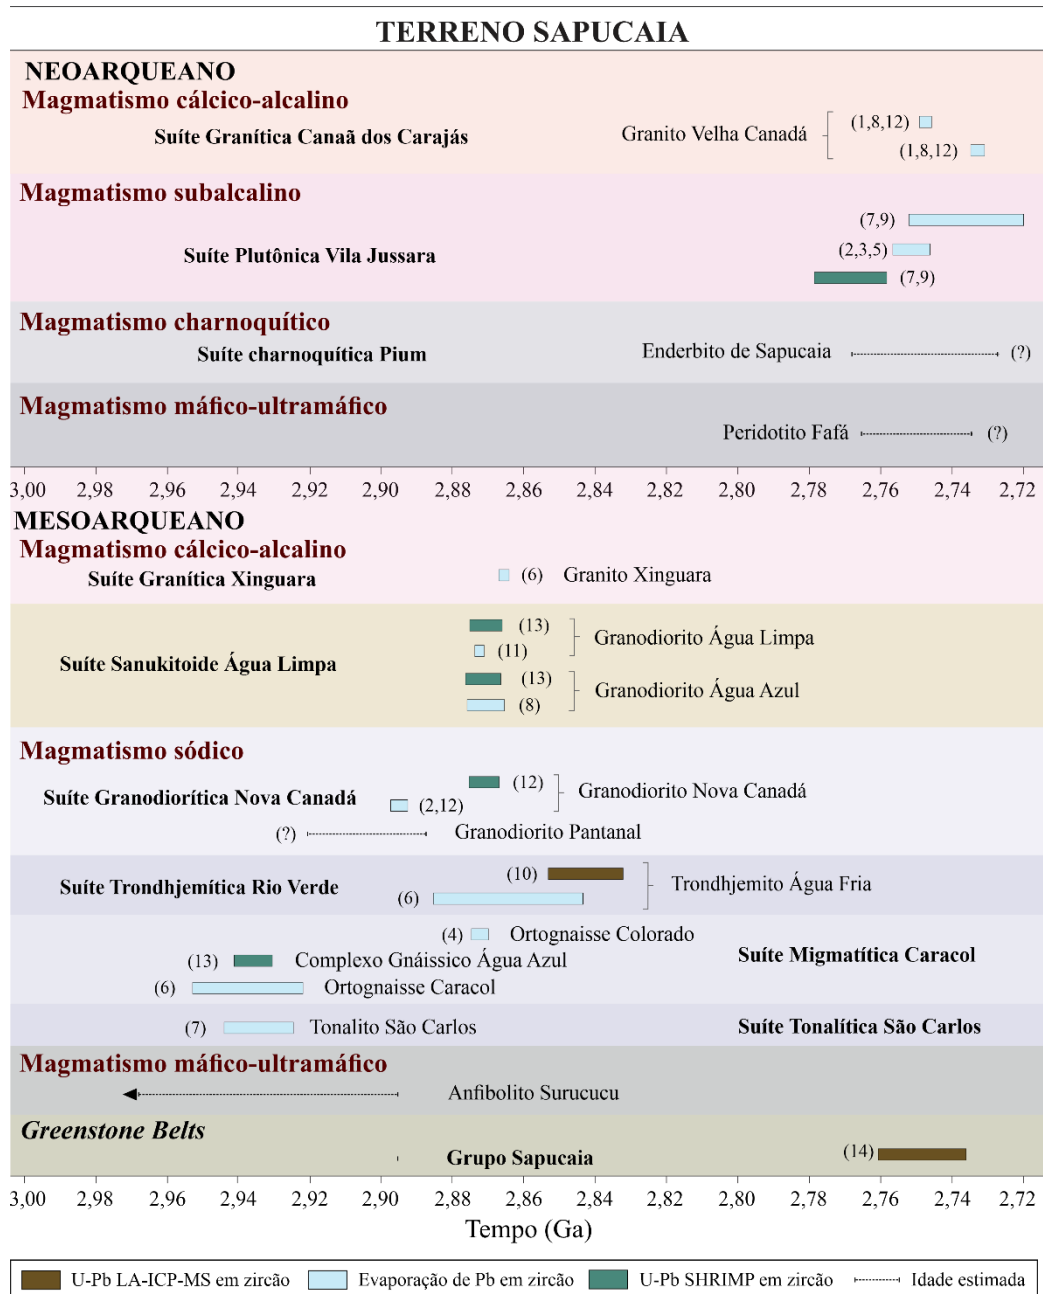 TERRENO SAPUCAIA
NEOARQUEANO
Magmatismo cálcico-alcalino
Suíte Granítica Canaã dos Carajás
Granito Velha Canadá
(1,8,12)
(1,8,12)
Magmatismo subalcalino
Suíte Plutônica Vila Jussara
(7,9)
(2,3,5)
(7,9)
Magmatismo charnoquítico
Suíte charnoquítica Pium
Enderbito de Sapucaia
(?)
Magmatismo máfico-ultramáfico
Peridotito Fafá
(?)
3,00 2,98 2,96 2,94 2,92 2,90 2,88 2,86 2,84 2,82 2,80 2,78 2,76 2,74 2,72
MESOARQUEANO
Magmatismo cálcico-alcalino
Suíte Granítica Xinguara
(6) Granito Xinguara
Suíte Sanukitoide Água Limpa
(13)
(11)
Granodiorito Água Limpa
(13)
(8)
Granodiorito Água Azul
Magmatismo sódico
Suíte Granodiorítica Nova Canadá
(12)
(2,12)
Granodiorito Nova Canadá
(?) Granodiorito Pantanal
Suíte Trondhjemítica Rio Verde
(10)
(6)
Trondhjemito Água Fria
(4) Ortognaisse Colorado
(13) Complexo Gnáissico Água Azul
(6) Ortognaisse Caracol
Suíte Migmatítica Caracol
(7) Tonalito São Carlos
Suíte Tonalítica São Carlos
Magmatismo máfico-ultramáfico
Anfibolito Surucucu
Greenstone Belts
Grupo Sapucaia
(14)
3,00 2,98 2,96 2,94 2,92 2,90 2,88 2,86 2,84 2,82 2,80 2,78 2,76 2,74 2,72
Tempo (Ga)
U-Pb LA-ICP-MS em zircão Evaporação de Pb em zircão U-Pb SHRIMP em zircão Idade estimada